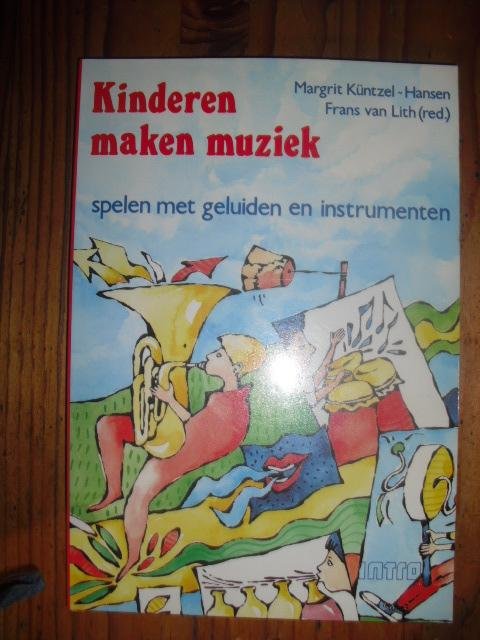 Kinderen
maken muziek
Margrit Küntzel-Hansen
Frans van Lith (red.)
spelen met geluiden en instrumenten
INTRO